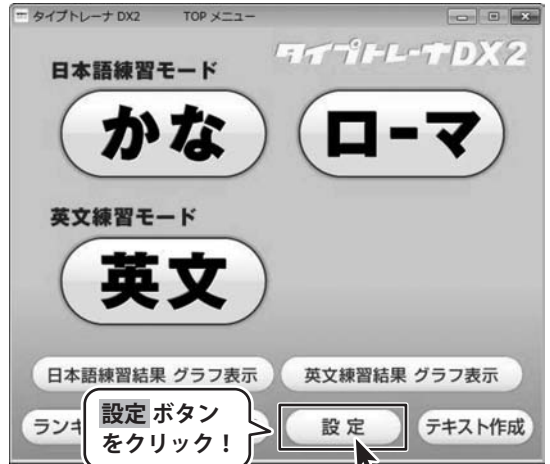 タイプトレーナ DX2 TOP メニュー
タイプトレーナDX2
日本語練習モード
かな
ローマ
英文練習モード
英文
日本語練習結果 グラフ表示
英文練習結果 グラフ表示
設定 ボタン
をクリック!
設 定
テキスト作成